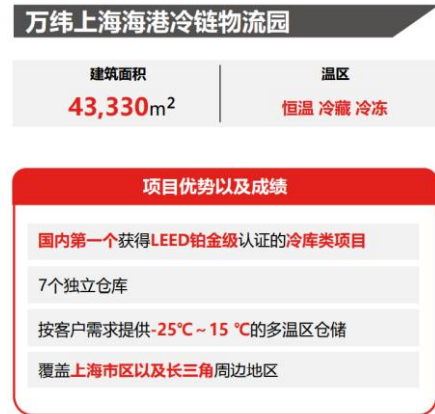 万纬上海海港冷链物流园
建筑面积
温区
43,330m²
恒温 冷藏 冷冻
项目优势以及成绩
国内第一个获得LEED铂金级认证的冷库类项目
7个独立仓库
按客户需求提供-25℃~15 ℃的多温区仓储
覆盖上海市区以及长三角周边地区